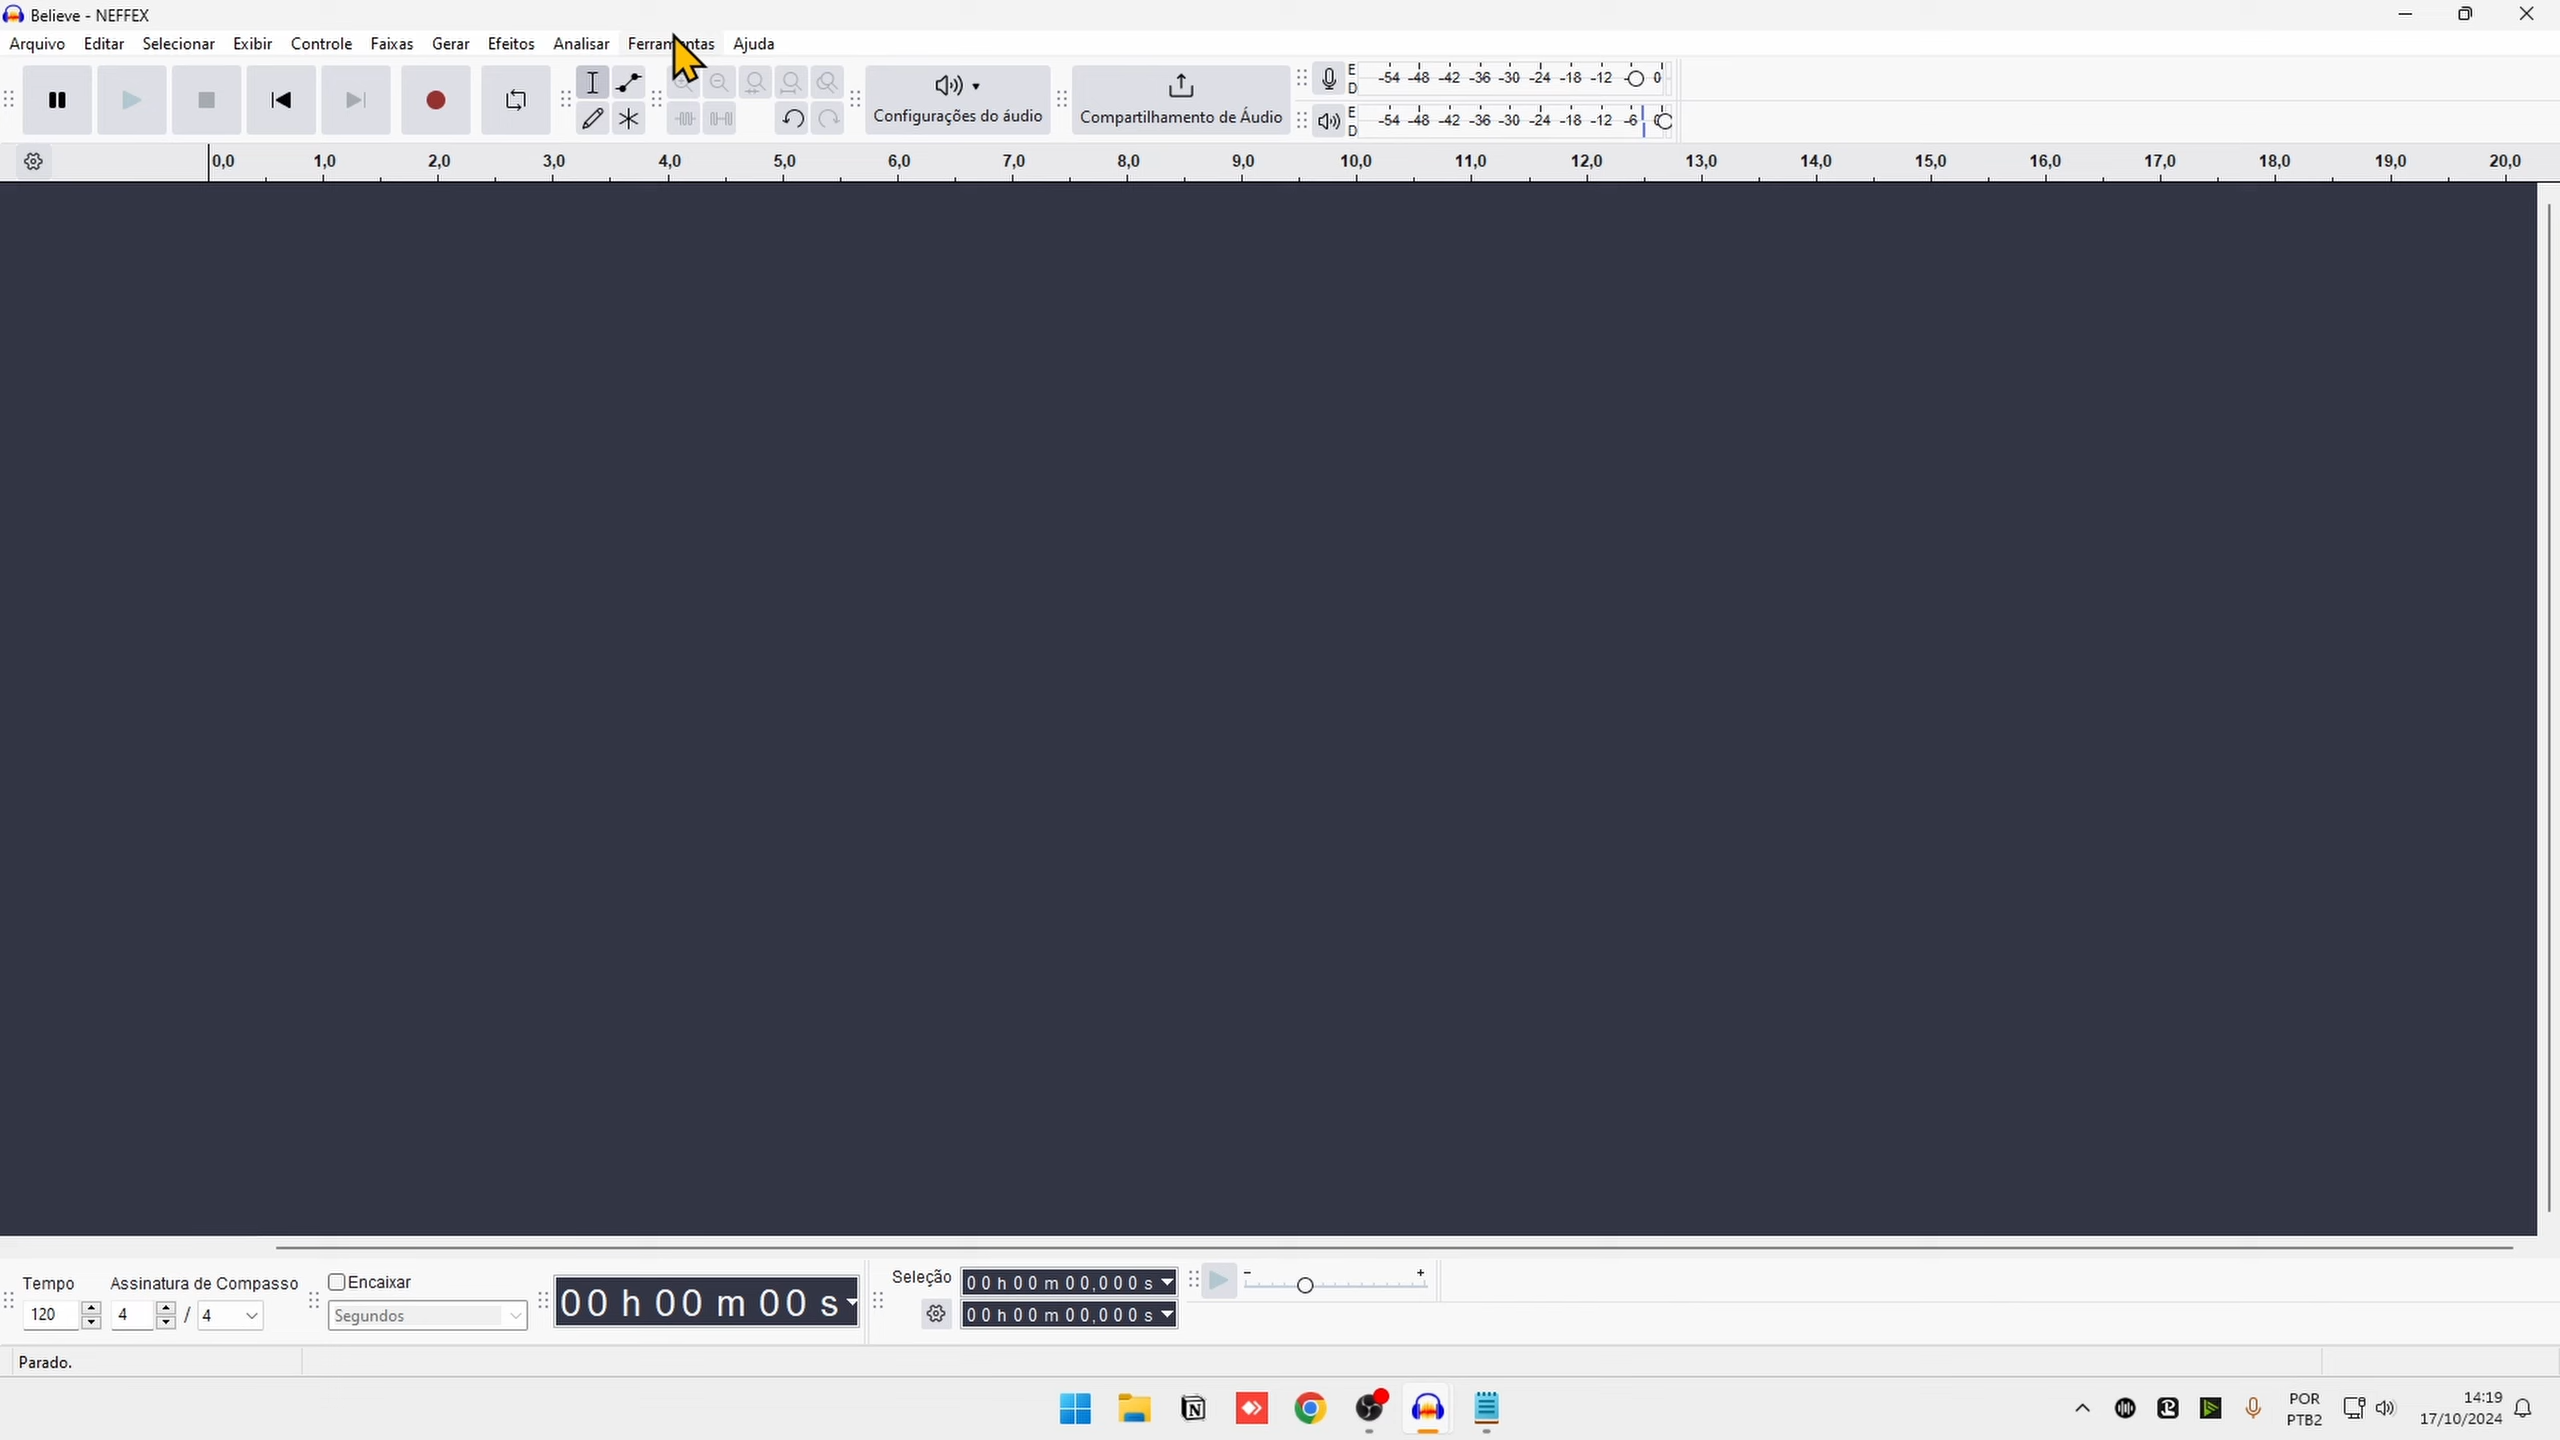 Believe - NEFFEX
Arquivo Editar Selecionar Exibir Controle Faixas Gerar Efeitos Analisar Ferramentas Ajuda
Configurações do áudio
Compartilhamento de Áudio
E
D
-54 -48 -42 -36 -30 -24 -18 -12 0
E
D
-54 -48 -42 -36 -30 -24 -18 -12 -6
0,0 1,0 2,0 3,0 4,0 5,0 6,0 7,0 8,0 9,0 10,0 11,0 12,0 13,0 14,0 15,0 16,0 17,0 18,0 19,0 20,0
Tempo
120
Assinatura de Compasso
4 / 4
Encaixar
Segundos
00 h 00 m 00 s
Seleção
00 h 00 m 00,000 s
00 h 00 m 00,000 s
- +
Parado.
POR
PTB2
14:19
17/10/2024